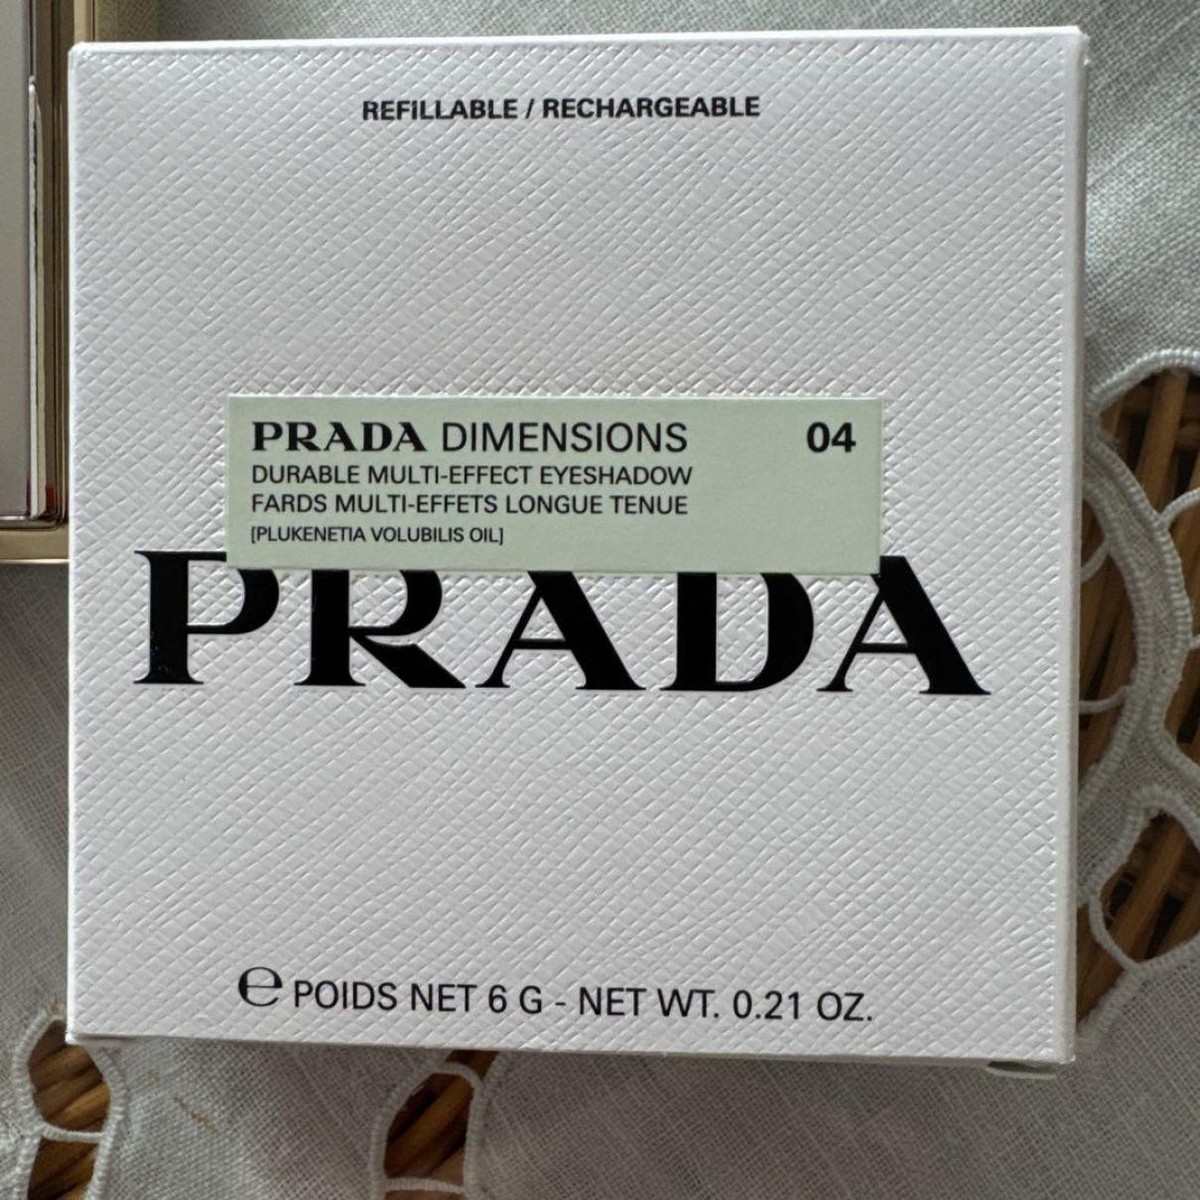 REFILLABLE / RECHARGEABLE
PRADA DIMENSIONS 04
DURABLE MULTI-EFFECT EYESHADOW
FARDS MULTI-EFFETS LONGUE TENUE
[PLUKENETIA VOLUBILIS OIL]
PRADA
℮ POIDS NET 6 G - NET WT. 0.21 OZ.